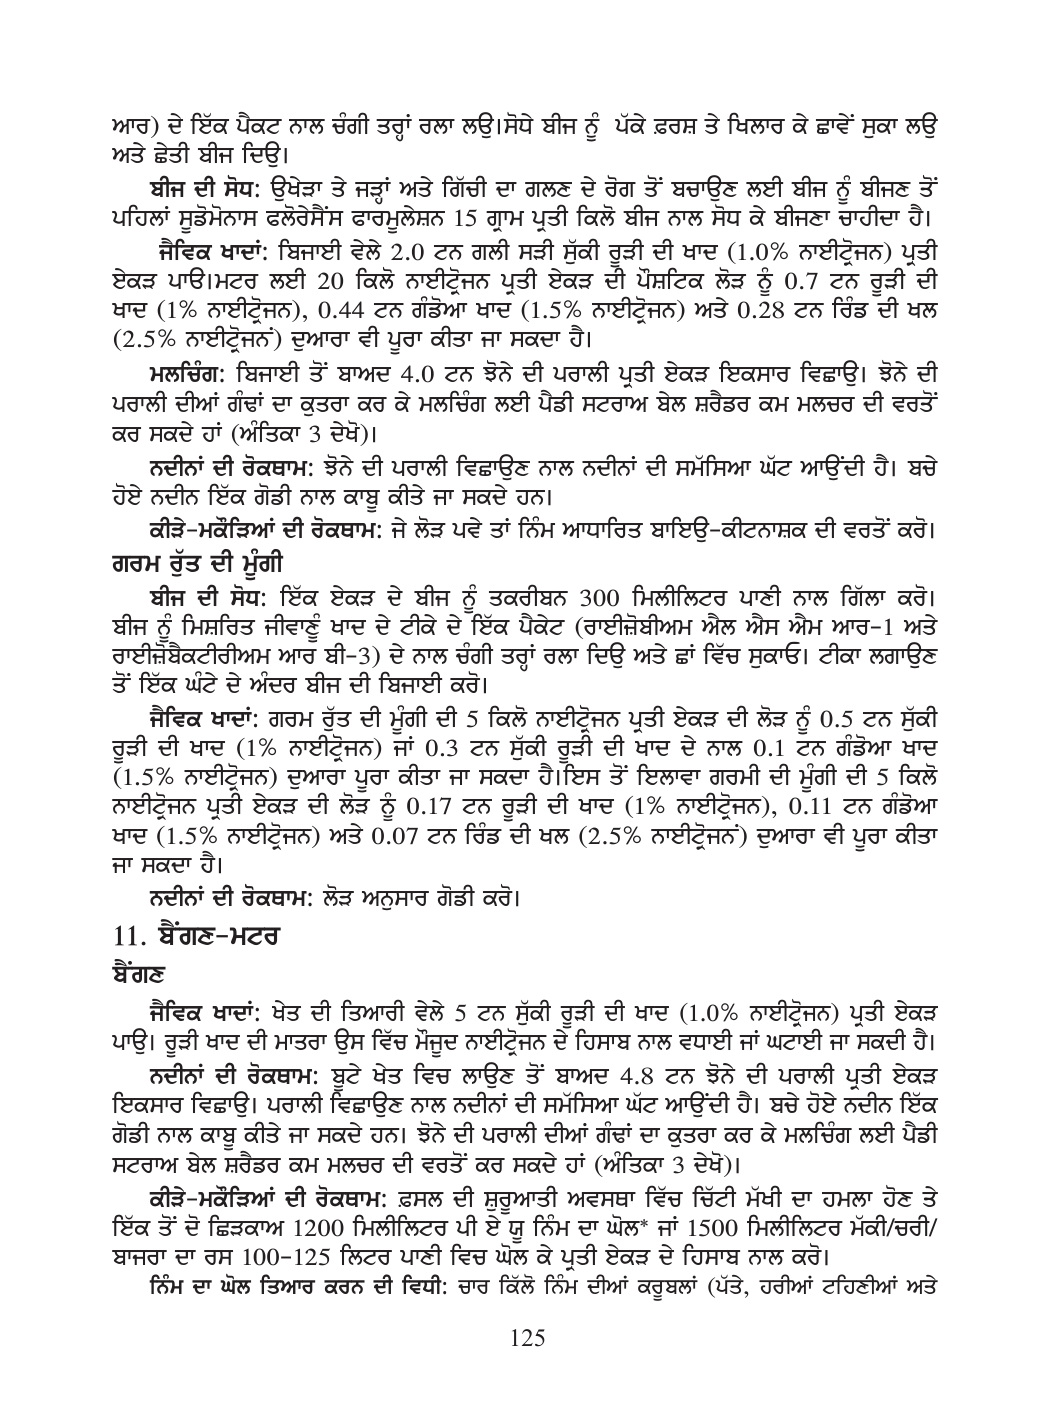 ਆਰ) ਦੇ ਇੱਕ ਪੈਕਟ ਨਾਲ ਚੰਗੀ ਤਰ੍ਹਾਂ ਰਲਾ ਲਉ।ਸੋਧੇ ਬੀਜ ਨੂੰ  ਪੱਕੇ ਫ਼ਰਸ਼ ਤੇ ਖਿਲਾਰ ਕੇ ਛਾਵੇਂ ਸੁਕਾ ਲਉ
ਅਤੇ ਛੇਤੀ ਬੀਜ ਦਿਉ।
ਬੀਜ ਦੀ ਸੋਧ: ਉਖੇੜਾ ਤੇ ਜੜ੍ਹਾਂ ਅਤੇ ਗਿੱਚੀ ਦਾ ਗਲਣ ਦੇ ਰੋਗ ਤੋਂ ਬਚਾਉਣ ਲਈ ਬੀਜ ਨੂੰ ਬੀਜਣ ਤੋਂ
ਪਹਿਲਾਂ ਸੂਡੋਮੋਨਾਸ ਫਲੋਰੇਸੈਂਸ ਫਾਰਮੂਲੇਸ਼ਨ 15 ਗ੍ਰਾਮ ਪ੍ਰਤੀ ਕਿਲੋ ਬੀਜ ਨਾਲ ਸੋਧ ਕੇ ਬੀਜਣਾ ਚਾਹੀਦਾ ਹੈ।
ਜੈਵਿਕ ਖਾਦਾਂ: ਬਿਜਾਈ ਵੇਲੇ 2.0 ਟਨ ਗਲੀ ਸੜੀ ਸੁੱਕੀ ਰੂੜੀ ਦੀ ਖਾਦ (1.0% ਨਾਈਟ੍ਰੋਜਨ) ਪ੍ਰਤੀ
ਏਕੜ ਪਾੳ।ਮਟਰ ਲਈ 20 ਕਿਲੋ ਨਾਈਟ੍ਰੋਜਨ ਪ੍ਰਤੀ ਏਕੜ ਦੀ ਪੌਸ਼ਟਿਕ ਲੋੜ ਨੂੰ 0.7 ਟਨ ਰੂੜੀ ਦੀ
ਖਾਦ (1% ਨਾਈਟ੍ਰੋਜਨ), 0.44 ਟਨ ਗੰਡੋਆ ਖਾਦ (1.5% ਨਾਈਟ੍ਰੋਜਨ) ਅਤੇ 0.28 ਟਨ ਰਿੰਡ ਦੀ ਖਲ
(2.5% ਨਾਈਟ੍ਰੋਜਨਾਂ) ਦੁਆਰਾ ਵੀ ਪੂਰਾ ਕੀਤਾ ਜਾ ਸਕਦਾ ਹੈ।
ਮਲਚਿੰਗ: ਬਿਜਾਈ ਤੋਂ ਬਾਅਦ 4.0 ਟਨ ਝੋਨੇ ਦੀ ਪਰਾਲੀ ਪ੍ਰਤੀ ਏਕੜ ਇਕਸਾਰ ਵਿਛਾਉ। ਝੋਨੇ ਦੀ
ਪਰਾਲੀ ਦੀਆਂ ਗੰਢਾਂ ਦਾ ਕੁਤਰਾ ਕਰ ਕੇ ਮਲਚਿੰਗ ਲਈ ਪੈਡੀ ਸਟਰਾਅ ਬੇਲ ਸ਼ਰੈਡਰ ਕਮ ਮਲਚਰ ਦੀ ਵਰਤੋਂ
ਕਰ ਸਕਦੇ ਹਾਂ (ਅੰਤਿਕਾ 3 ਦੇਖੋ)।
ਨਦੀਨਾਂ ਦੀ ਰੋਕਥਾਮ: ਝੋਨੇ ਦੀ ਪਰਾਲੀ ਵਿਛਾਉਣ ਨਾਲ ਨਦੀਨਾਂ ਦੀ ਸਮੱਸਿਆ ਘੱਟ ਆਉਂਦੀ ਹੈ। ਬਚੇ
ਹੋਏ ਨਦੀਨ ਇੱਕ ਗੋਡੀ ਨਾਲ ਕਾਬੂ ਕੀਤੇ ਜਾ ਸਕਦੇ ਹਨ।
ਕੀੜੇ-ਮਕੌੜਿਆਂ ਦੀ ਰੋਕਥਾਮ: ਜੇ ਲੋੜ ਪਵੇ ਤਾਂ ਨਿੰਮ ਆਧਾਰਿਤ ਬਾਇਉ-ਕੀਟਨਾਸ਼ਕ ਦੀ ਵਰਤੋਂ ਕਰੋ।
ਗਰਮ ਰੁੱਤ ਦੀ ਮੂੰਗੀ
ਬੀਜ ਦੀ ਸੋਧ: ਇੱਕ ਏਕੜ ਦੇ ਬੀਜ ਨੂੰ ਤਕਰੀਬਨ 300 ਮਿਲੀਲਿਟਰ ਪਾਣੀ ਨਾਲ ਗਿੱਲਾ ਕਰੋ।
ਬੀਜ ਨੂੰ ਮਿਸ਼ਰਿਤ ਜੀਵਾਣੂੰ ਖਾਦ ਦੇ ਟੀਕੇ ਦੇ ਇੱਕ ਪੈਕੇਟ (ਰਾਈਜ਼ੋਬੀਅਮ ਐਲ ਐਸ ਐਮ ਆਰ-1 ਅਤੇ
ਰਾਈਜ਼ੋਬੈਕਟੀਰੀਅਮ ਆਰ ਬੀ-3) ਦੇ ਨਾਲ ਚੰਗੀ ਤਰ੍ਹਾਂ ਰਲਾ ਦਿਉ ਅਤੇ ਛਾਂ ਵਿੱਚ ਸੁਕਾਓ। ਟੀਕਾ ਲਗਾਉਣ
ਤੋਂ ਇੱਕ ਘੰਟੇ ਦੇ ਅੰਦਰ ਬੀਜ ਦੀ ਬਿਜਾਈ ਕਰੋ।
ਜੈਵਿਕ ਖਾਦਾਂ: ਗਰਮ ਰੁੱਤ ਦੀ ਮੂੰਗੀ ਦੀ 5 ਕਿਲੋ ਨਾਈਟ੍ਰੋਜਨ ਪ੍ਰਤੀ ਏਕੜ ਦੀ ਲੋੜ ਨੂੰ 0.5 ਟਨ ਸੁੱਕੀ
ਰੂੜੀ ਦੀ ਖਾਦ (1% ਨਾਈਟ੍ਰੋਜਨ) ਜਾਂ 0.3 ਟਨ ਸੁੱਕੀ ਰੂੜੀ ਦੀ ਖਾਦ ਦੇ ਨਾਲ 0.1 ਟਨ ਗੰਡੋਆ ਖਾਦ
(1.5% ਨਾਈਟ੍ਰੋਜਨ) ਦੁਆਰਾ ਪੂਰਾ ਕੀਤਾ ਜਾ ਸਕਦਾ ਹੈ।ਇਸ ਤੋਂ ਇਲਾਵਾ ਗਰਮੀ ਦੀ ਮੂੰਗੀ ਦੀ 5 ਕਿਲੋ
ਨਾਈਟ੍ਰੋਜਨ ਪ੍ਰਤੀ ਏਕੜ ਦੀ ਲੋੜ ਨੂੰ 0.17 ਟਨ ਰੂੜੀ ਦੀ ਖਾਦ (1% ਨਾਈਟ੍ਰੋਜਨ), 0.11 ਟਨ ਗੰਡੋਆ
ਖਾਦ (1.5% ਨਾਈਟ੍ਰੋਜਨ) ਅਤੇ 0.07 ਟਨ ਰਿੰਡ ਦੀ ਖਲ (2.5% ਨਾਈਟ੍ਰੋਜਨਾਂ) ਦੁਆਰਾ ਵੀ ਪੂਰਾ ਕੀਤਾ
ਜਾ ਸਕਦਾ ਹੈ।
ਨਦੀਨਾਂ ਦੀ ਰੋਕਥਾਮ: ਲੋੜ ਅਨੁਸਾਰ ਗੋਡੀ ਕਰੋ।
11. ਬੈਂਗਣ-ਮਟਰ
ਬੈਂਗਣ
ਜੈਵਿਕ ਖਾਦਾਂ: ਖੇਤ ਦੀ ਤਿਆਰੀ ਵੇਲੇ 5 ਟਨ ਸੁੱਕੀ ਰੂੜੀ ਦੀ ਖਾਦ (1.0% ਨਾਈਟ੍ਰੋਜਨ) ਪ੍ਰਤੀ ਏਕੜ
ਪਾਉ। ਰੂੜੀ ਖਾਦ ਦੀ ਮਾਤਰਾ ਉਸ ਵਿੱਚ ਮੌਜੂਦ ਨਾਈਟ੍ਰੋਜਨ ਦੇ ਹਿਸਾਬ ਨਾਲ ਵਧਾਈ ਜਾਂ ਘਟਾਈ ਜਾ ਸਕਦੀ ਹੈ।
ਨਦੀਨਾਂ ਦੀ ਰੋਕਥਾਮ: ਬੂਟੇ ਖੇਤ ਵਿਚ ਲਾਉਣ ਤੋਂ ਬਾਅਦ 4.8 ਟਨ ਝੋਨੇ ਦੀ ਪਰਾਲੀ ਪ੍ਰਤੀ ਏਕੜ
ਇਕਸਾਰ ਵਿਛਾਉ। ਪਰਾਲੀ ਵਿਛਾਉਣ ਨਾਲ ਨਦੀਨਾਂ ਦੀ ਸਮੱਸਿਆ ਘੱਟ ਆਉਂਦੀ ਹੈ। ਬਚੇ ਹੋਏ ਨਦੀਨ ਇੱਕ
ਗੋਡੀ ਨਾਲ ਕਾਬੂ ਕੀਤੇ ਜਾ ਸਕਦੇ ਹਨ। ਝੋਨੇ ਦੀ ਪਰਾਲੀ ਦੀਆਂ ਗੰਢਾਂ ਦਾ ਕੁਤਰਾ ਕਰ ਕੇ ਮਲਚਿੰਗ ਲਈ ਪੈਡੀ
ਸਟਰਾਅ ਬੇਲ ਸ਼ਰੈਡਰ ਕਮ ਮਲਚਰ ਦੀ ਵਰਤੋਂ ਕਰ ਸਕਦੇ ਹਾਂ (ਅੰਤਿਕਾ 3 ਦੇਖੋ)।
ਕੀੜੇ-ਮਕੌੜਿਆਂ ਦੀ ਰੋਕਥਾਮ: ਫ਼ਸਲ ਦੀ ਸ਼ੁਰੂਆਤੀ ਅਵਸਥਾ ਵਿੱਚ ਚਿੱਟੀ ਮੱਖੀ ਦਾ ਹਮਲਾ ਹੋਣ ਤੇ
ਇੱਕ ਤੋਂ ਦੋ ਛਿੜਕਾਅ 1200 ਮਿਲੀਲਿਟਰ ਪੀ ਏ ਯੂ ਨਿੰਮ ਦਾ ਘੋਲ* ਜਾਂ 1500 ਮਿਲੀਲਿਟਰ ਮੱਕੀ/ਚਰੀ/
ਬਾਜਰਾ ਦਾ ਰਸ 100-125 ਲਿਟਰ ਪਾਣੀ ਵਿਚ ਘੋਲ ਕੇ ਪ੍ਰਤੀ ਏਕੜ ਦੇ ਹਿਸਾਬ ਨਾਲ ਕਰੋ।
ਨਿੰਮ ਦਾ ਘੋਲ ਤਿਆਰ ਕਰਨ ਦੀ ਵਿਧੀ: ਚਾਰ ਕਿੱਲੋ ਨਿੰਮ ਦੀਆਂ ਕਰੂਬਲਾਂ (ਪੱਤੇ, ਹਰੀਆਂ ਟਹਿਣੀਆਂ ਅਤੇ
125